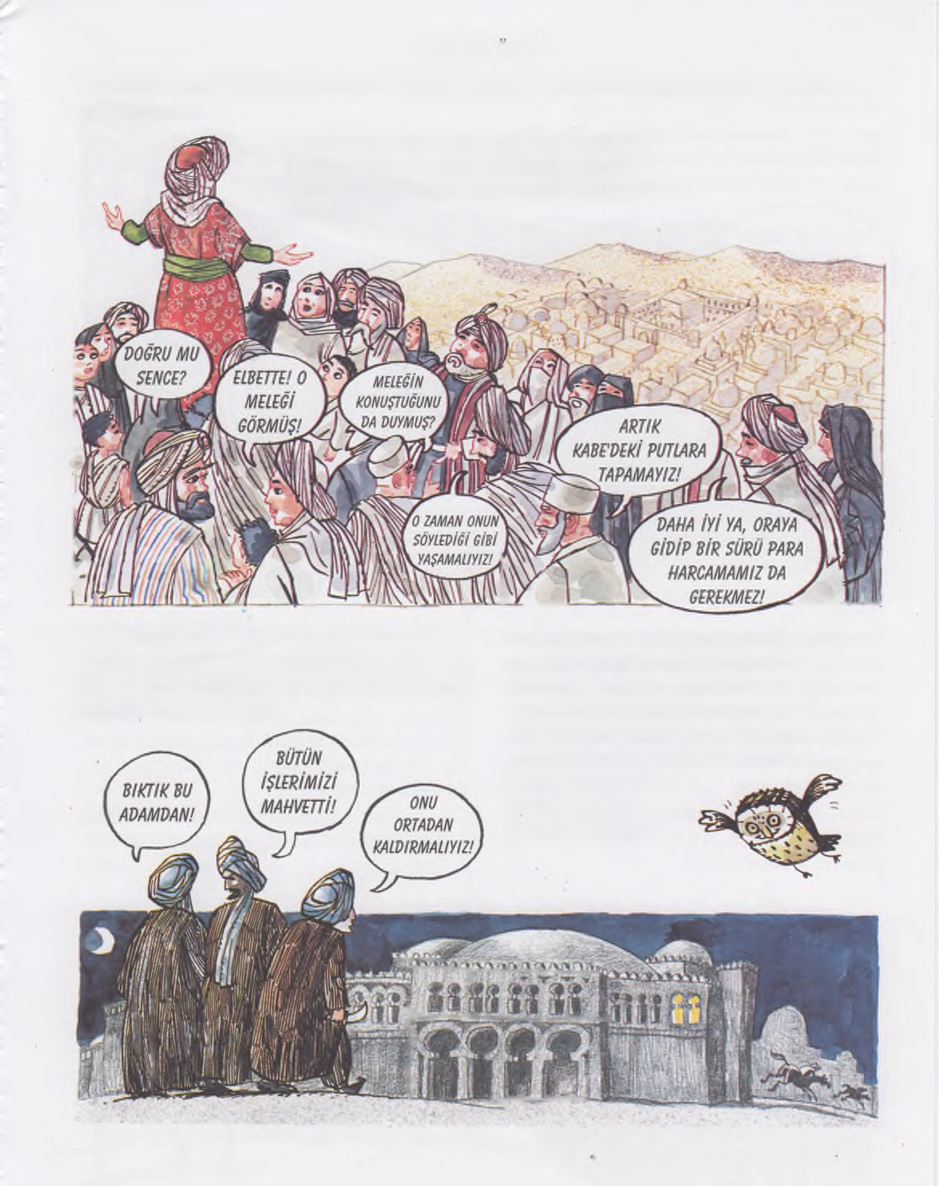 DOĞRU MU
SENCE?
ELBETTE! O
MELEĞİ
GÖRMÜŞ!
MELEĞİN
KONUŞTUĞUNU
DA DUYMUŞ?
O ZAMAN ONUN
SÖYLEDİĞİ GİBİ
YAŞAMALIYIZ!
ARTIK
KABE'DEKİ PUTLARA
TAPAMAYIZ!
DAHA İYİ YA, ORAYA
GİDİP BİR SÜRÜ PARA
HARCAMAMIZ DA
GEREKMEZ!
BIKTIK BU
ADAMDAN!
BÜTÜN
İŞLERİMİZİ
MAHVETTİ!
ONU
ORTADAN
KALDIRMALIYIZ!